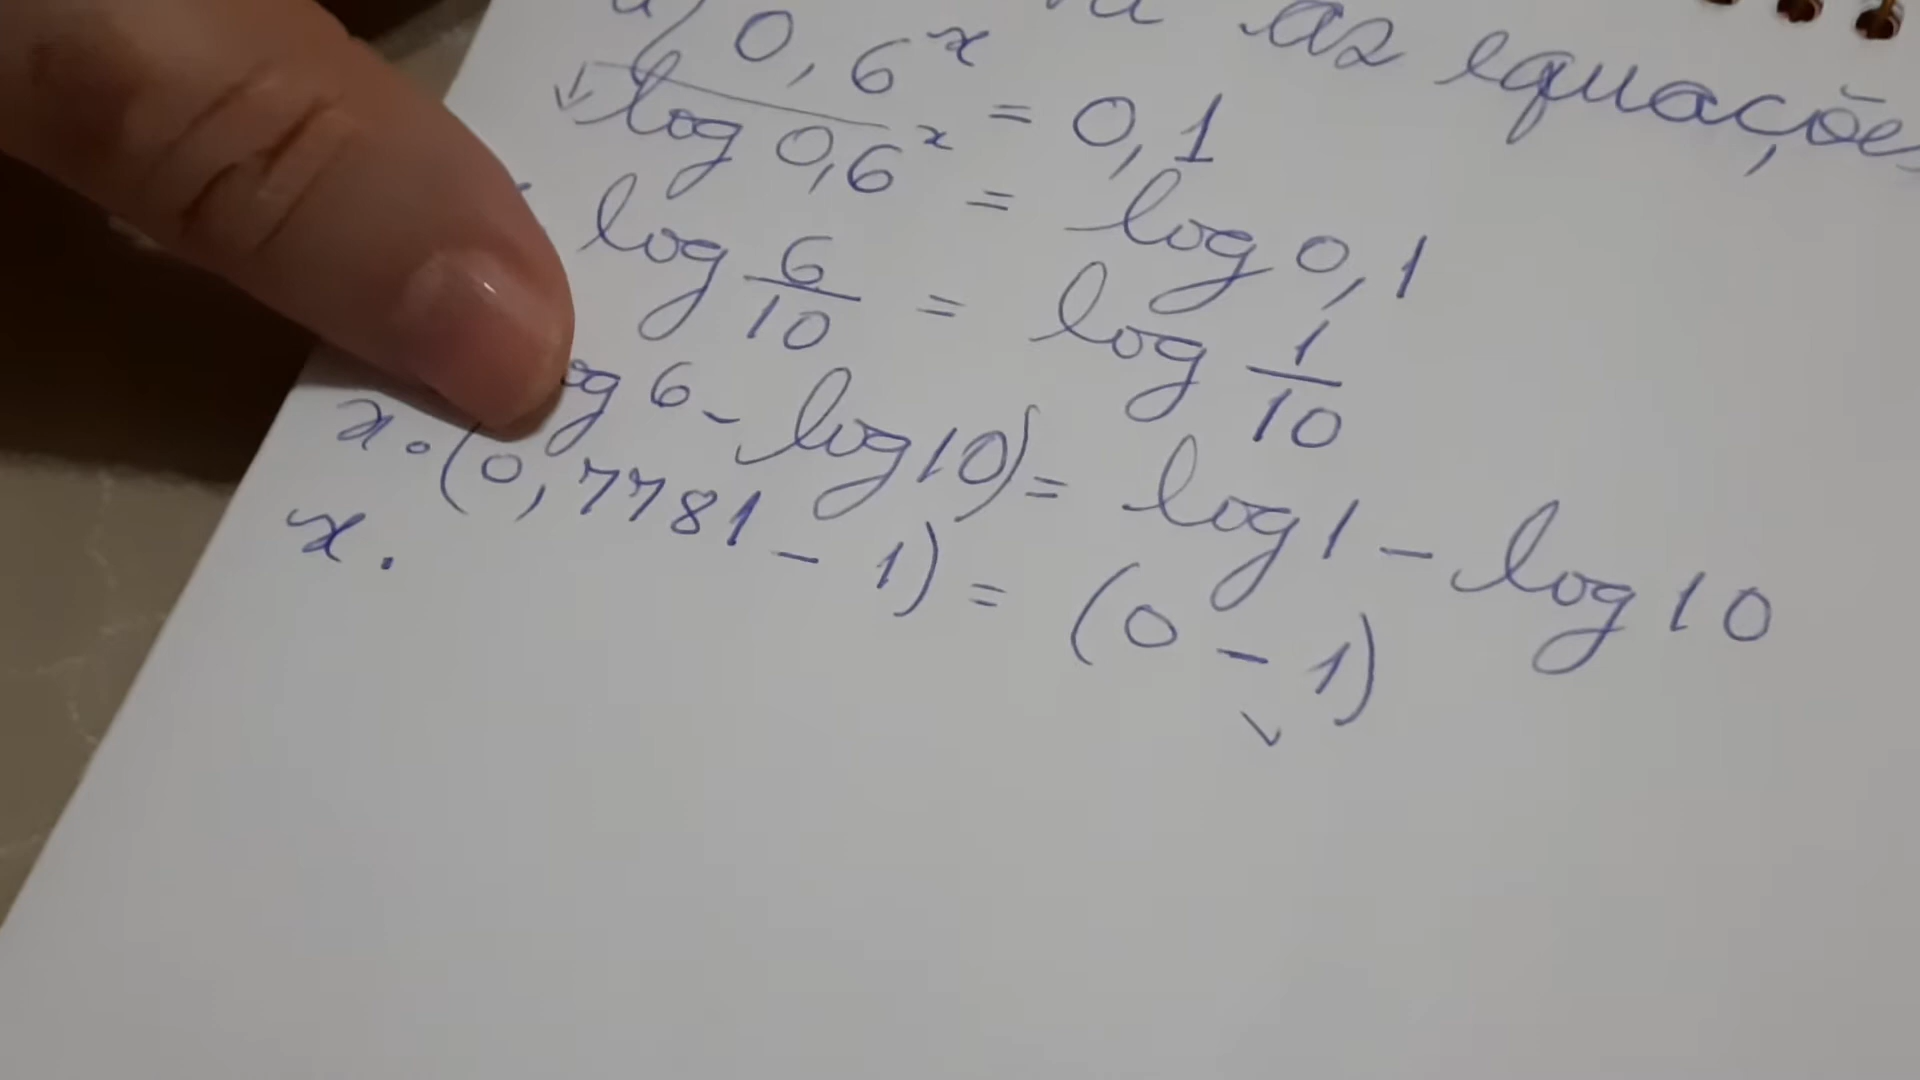 as equações
a) 0,6^x = 0,1
log 0,6^x = log 0,1
log 6/10 = log 1/10
og 6 - log 10) = log 1 - log 10
x . (0,7781 - 1) = (0 - 1)
x .